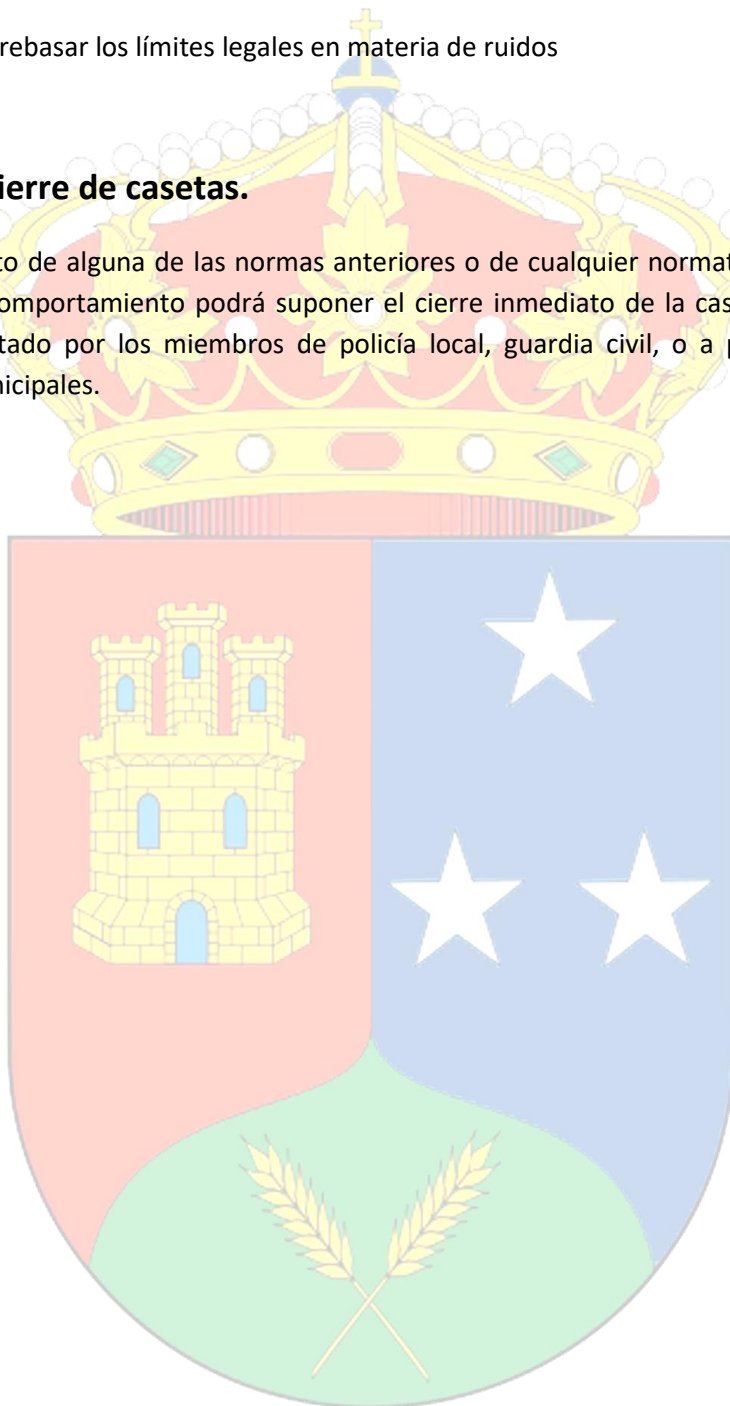 rebasar los límites legales en materia de ruidos
ierre de casetas.
to de alguna de las normas anteriores o de cualquier normat
omportamiento podrá suponer el cierre inmediato de la cas
tado por los miembros de policía local, guardia civil, o a p
nicipales.